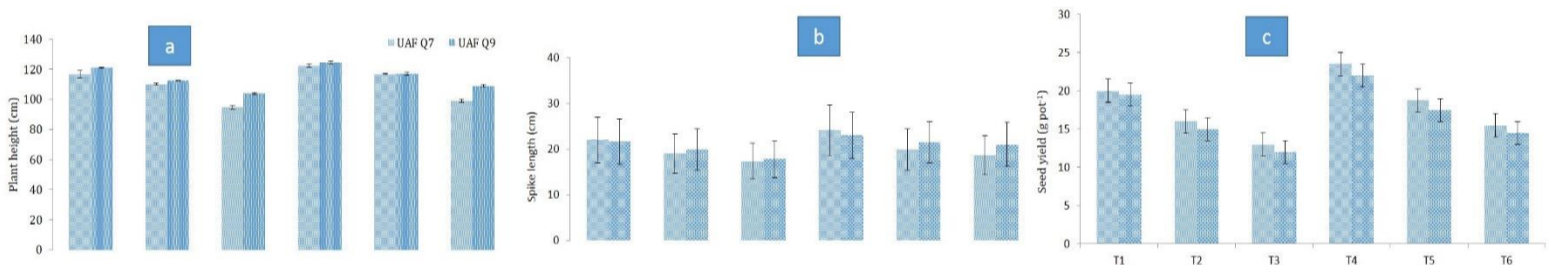 a
UAF Q7 UAF Q9
Plant height (cm)
140
120
100
80
60
40
20
0
b
Spike length (cm)
40
30
20
10
0
c
Seed yield (g pot⁻¹)
30
25
20
15
10
5
0
T1 T2 T3 T4 T5 T6